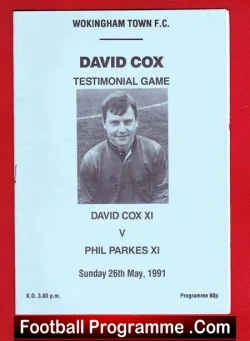 WOKINGHAM TOWN F.C.
DAVID COX
TESTIMONIAL GAME
DAVID COX XI
V
PHIL PARKES XI
Sunday 26th May, 1991
K.O. 3.00 p.m. Programme 60p
Football Programme .Com